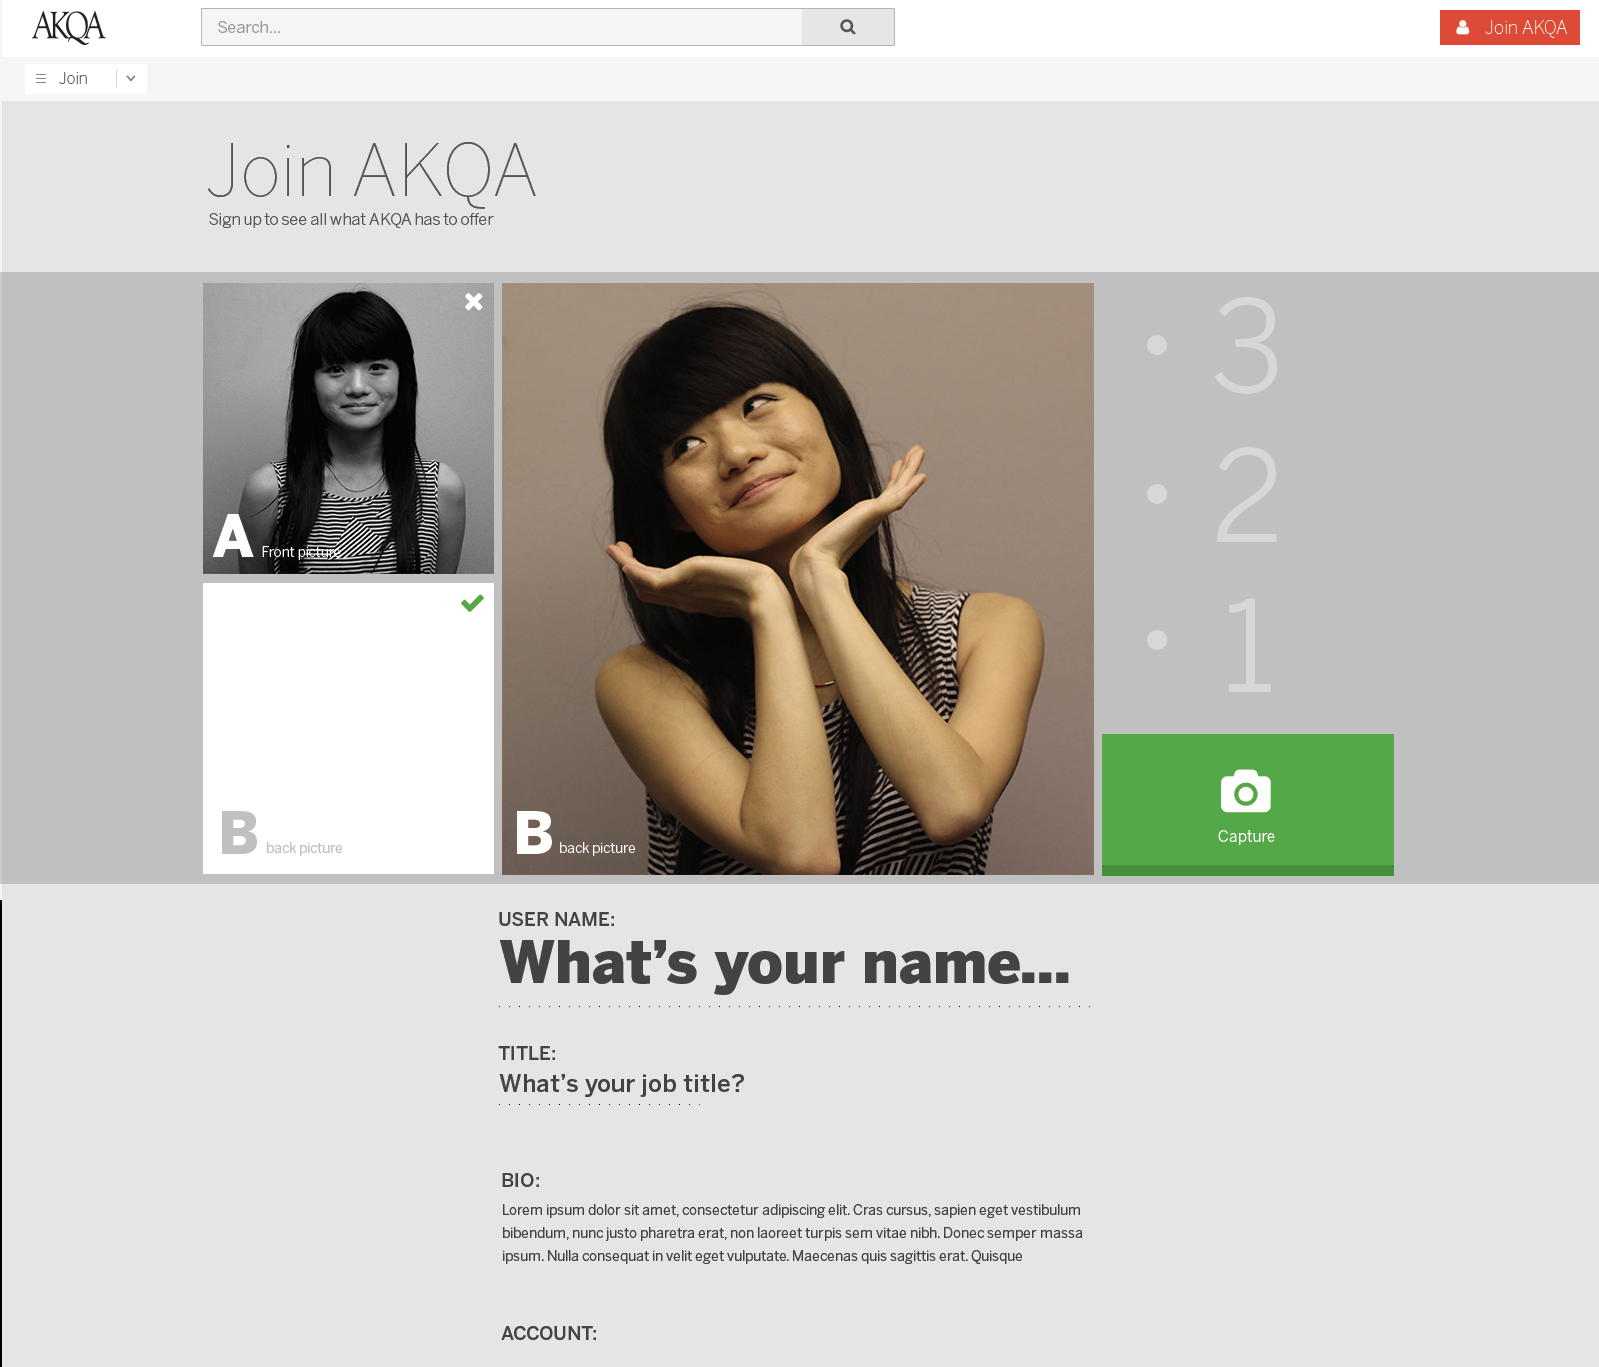 AKQA
Search...
Join AKQA
Join
Join AKQA
Sign up to see all what AKQA has to offer
A Front picture
B back picture
B back picture
3
2
1
Capture
USER NAME:
What’s your name...
TITLE:
What’s your job title?
BIO:
Lorem ipsum dolor sit amet, consectetur adipiscing elit. Cras cursus, sapien eget vestibulum
bibendum, nunc justo pharetra erat, non laoreet turpis sem vitae nibh. Donec semper massa
ipsum. Nulla consequat in velit eget vulputate. Maecenas quis sagittis erat. Quisque
ACCOUNT: